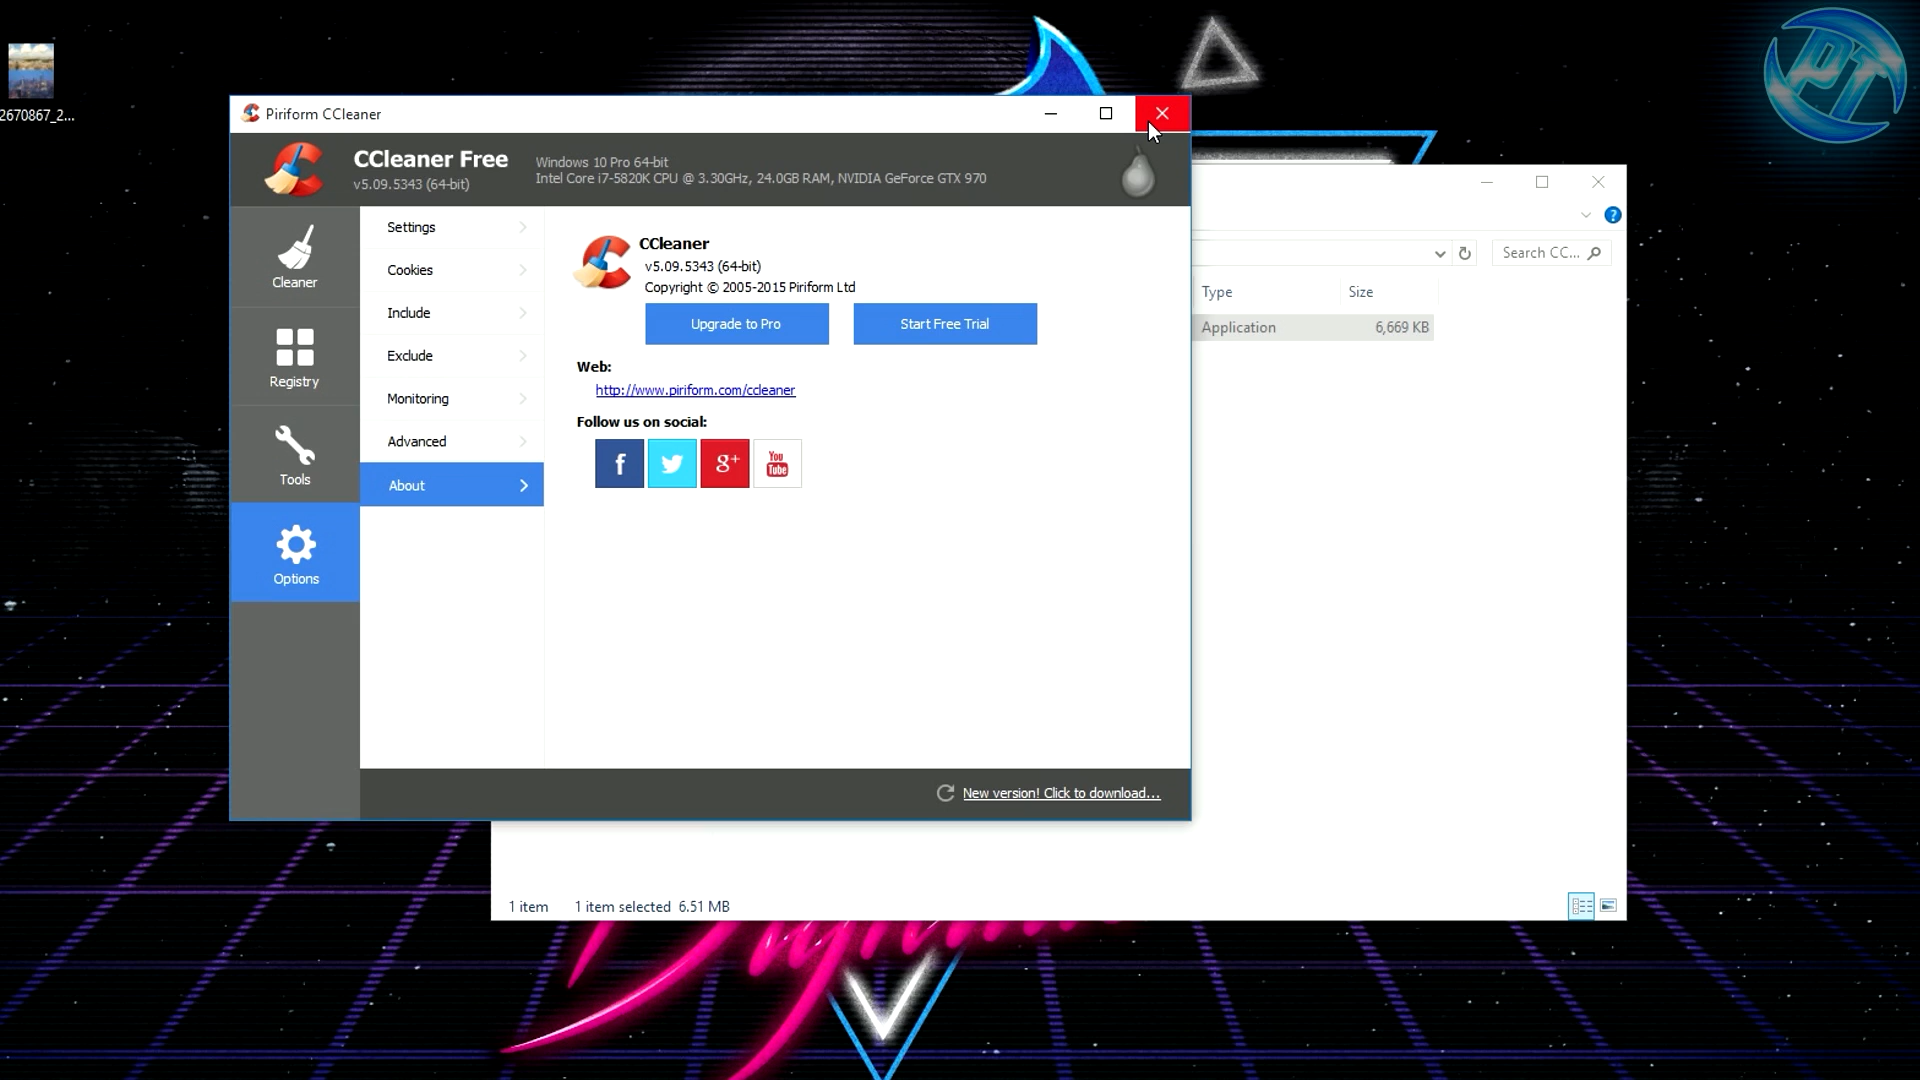 2670867_2...
PT
Piriform CCleaner
CCleaner Free
v5.09.5343 (64-bit)
Windows 10 Pro 64-bit
Intel Core i7-5820K CPU @ 3.30GHz, 24.0GB RAM, NVIDIA GeForce GTX 970
Cleaner
Registry
Tools
Options
Settings
Cookies
Include
Exclude
Monitoring
Advanced
About
CCleaner
v5.09.5343 (64-bit)
Copyright © 2005-2015 Piriform Ltd
Upgrade to Pro
Start Free Trial
Web:
http://www.piriform.com/ccleaner
Follow us on social:
f
g+
You
Tube
New version! Click to download...
?
Search CC...
Type
Size
Application
6,669 KB
1 item
1 item selected 6.51 MB